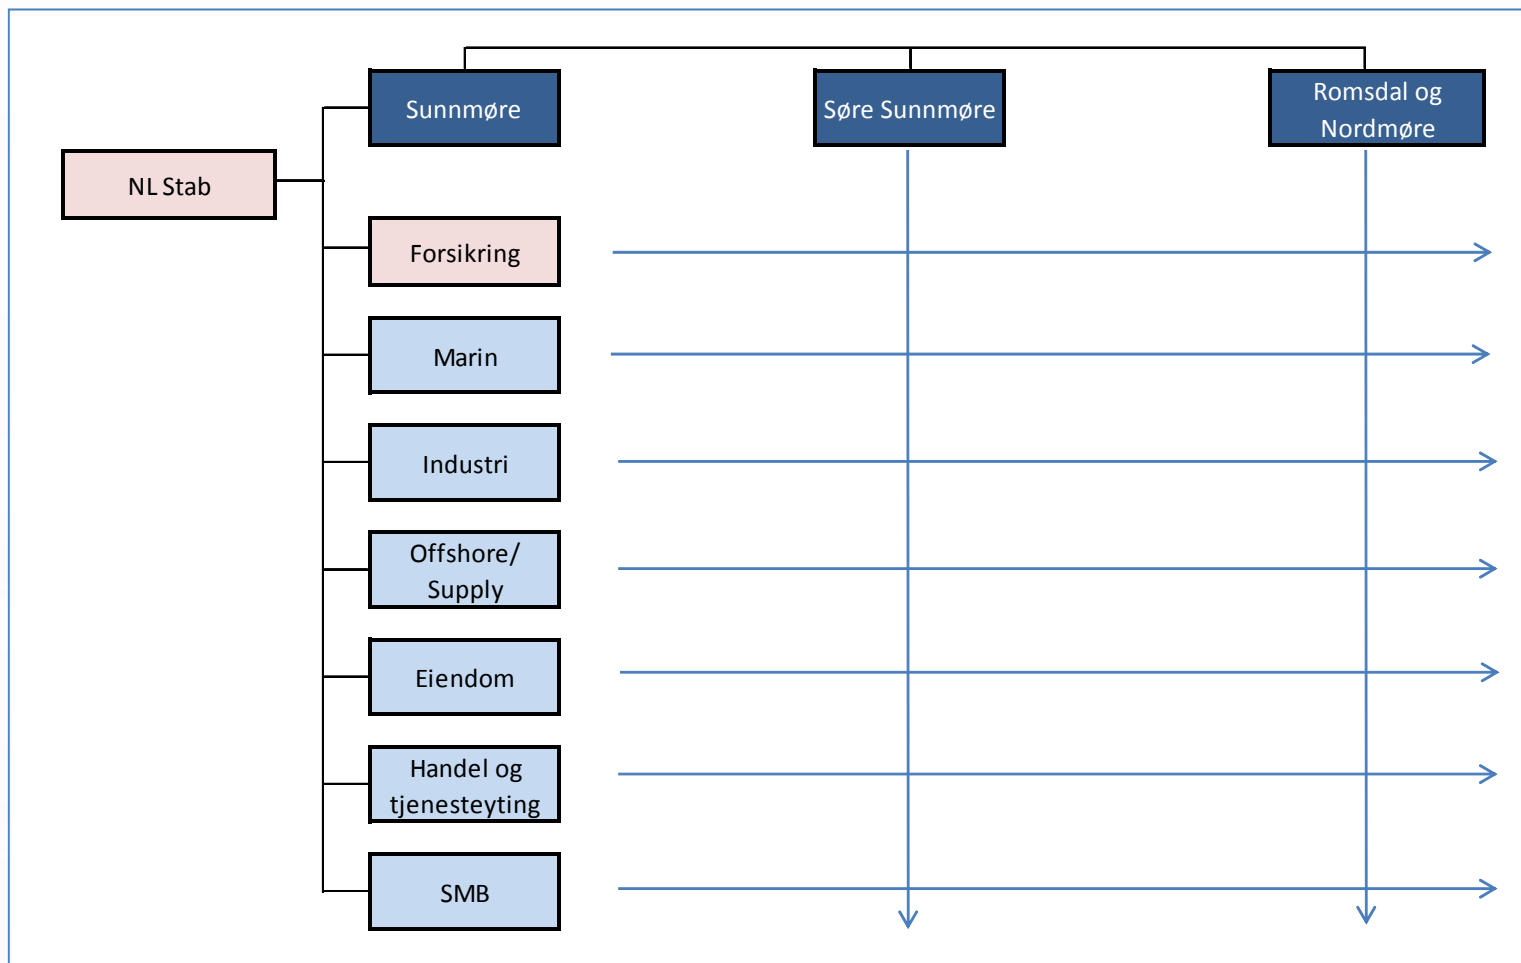 Sunnmøre
Søre Sunnmøre
Romsdal og
Nordmøre
NL Stab
Forsikring
Marin
Industri
Offshore/
Supply
Eiendom
Handel og
tjenesteyting
SMB